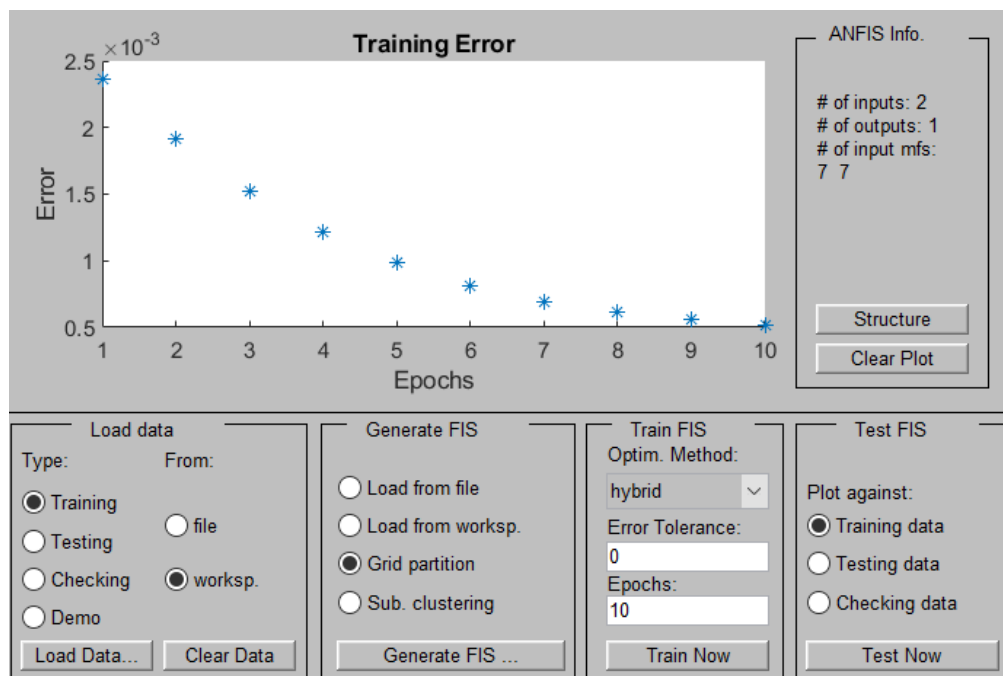 ×10⁻³
Training Error
2.5
2
1.5
1
0.5
Error
1 2 3 4 5 6 7 8 9 10
Epochs
ANFIS Info.
# of inputs: 2
# of outputs: 1
# of input mfs:
7 7
Structure
Clear Plot
Load data
Type: From:
Training
Testing
Checking
Demo
file
worksp.
Load Data... Clear Data
Generate FIS
Load from file
Load from worksp.
Grid partition
Sub. clustering
Generate FIS ...
Train FIS
Optim. Method:
hybrid
Error Tolerance:
0
Epochs:
10
Train Now
Test FIS
Plot against:
Training data
Testing data
Checking data
Test Now